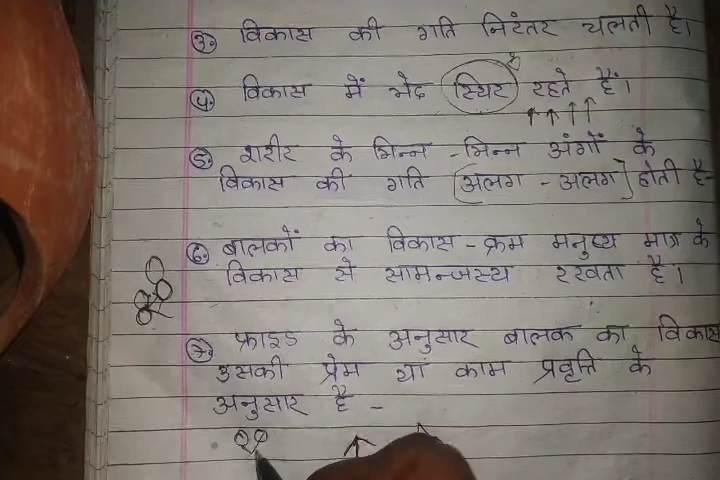 3. विकास की गति निरंतर चलती है।
4. विकास में भेद स्थिर रहते हैं।
5. शरीर के भिन्न - भिन्न अंगों के
विकास की गति (अलग - अलग) होती है-
6. बालकों का विकास - क्रम मनुष्य मात्र के
विकास से सामन्जस्य रखता है।
7. फ्राइड के अनुसार बालक का विकास
उसकी प्रेम या काम प्रवृत्ति के
अनुसार है -